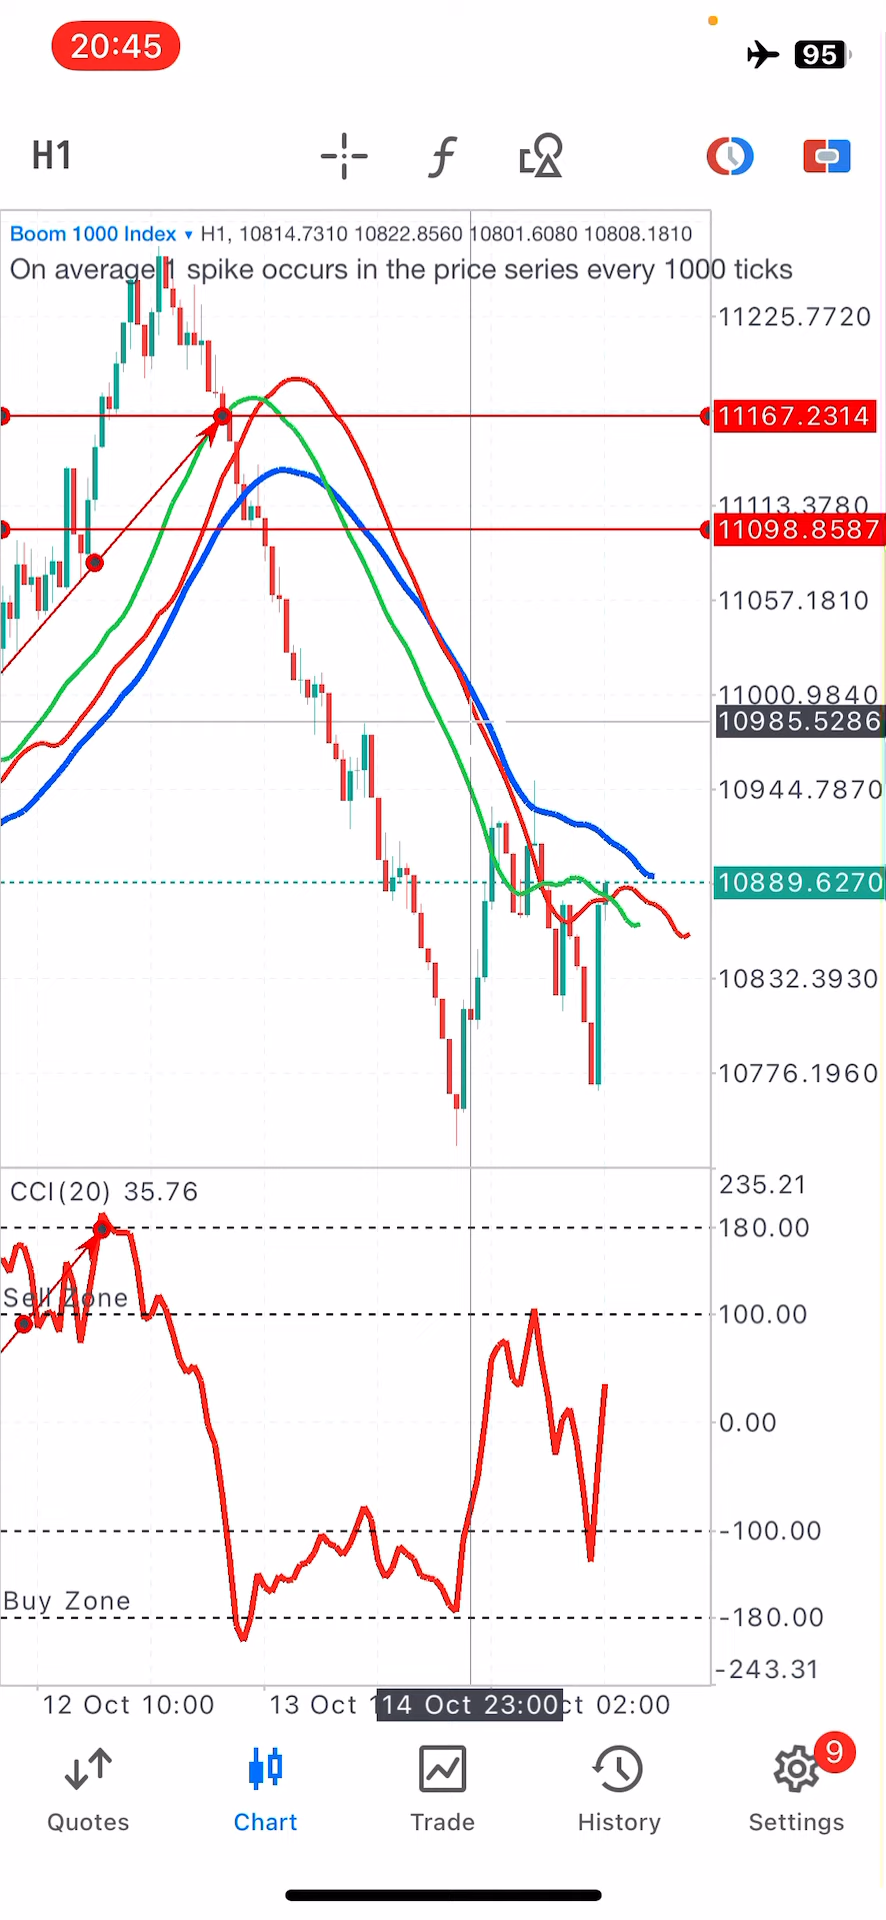 20:45
95
H1
Boom 1000 Index ▾ H1, 10814.7310 10822.8560 10801.6080 10808.1810
On average 1 spike occurs in the price series every 1000 ticks
11225.7720
11167.2314
11113.3780
11098.8587
11057.1810
11000.9840
10985.5286
10944.7870
10889.6270
10832.3930
10776.1960
CCI(20) 35.76
235.21
180.00
Sell Zone
100.00
0.00
-100.00
Buy Zone
-180.00
-243.31
12 Oct 10:00 13 Oct 14 Oct 23:00 ct 02:00
9
Quotes Chart Trade History Settings